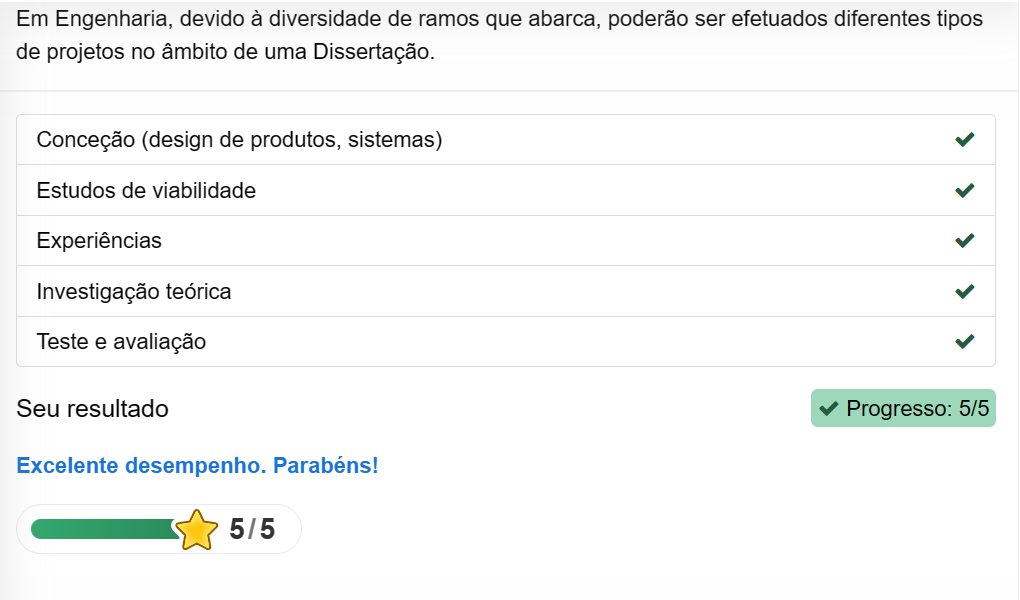 Em Engenharia, devido à diversidade de ramos que abarca, poderão ser efetuados diferentes tipos
de projetos no âmbito de uma Dissertação.
Conceção (design de produtos, sistemas)
Estudos de viabilidade
Experiências
Investigação teórica
Teste e avaliação
Seu resultado
Progresso: 5/5
Excelente desempenho. Parabéns!
5/5